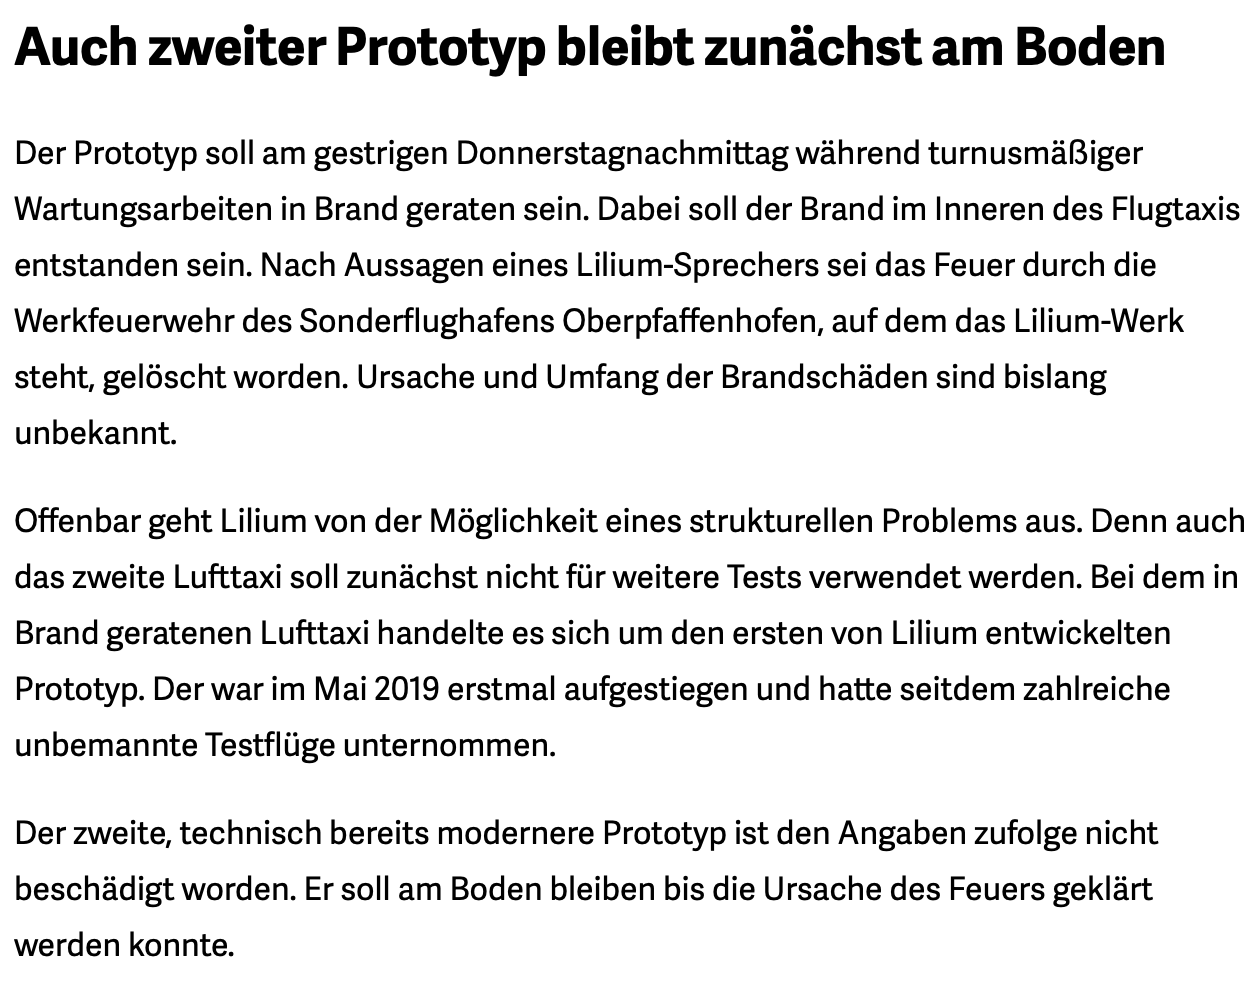 Auch zweiter Prototyp bleibt zunächst am Boden
Der Prototyp soll am gestrigen Donnerstagnachmittag während turnusmäßiger
Wartungsarbeiten in Brand geraten sein. Dabei soll der Brand im Inneren des Flugtaxis
entstanden sein. Nach Aussagen eines Lilium-Sprechers sei das Feuer durch die
Werkfeuerwehr des Sonderflughafens Oberpfaffenhofen, auf dem das Lilium-Werk
steht, gelöscht worden. Ursache und Umfang der Brandschäden sind bislang
unbekannt.
Offenbar geht Lilium von der Möglichkeit eines strukturellen Problems aus. Denn auch
das zweite Lufttaxi soll zunächst nicht für weitere Tests verwendet werden. Bei dem in
Brand geratenen Lufttaxi handelte es sich um den ersten von Lilium entwickelten
Prototyp. Der war im Mai 2019 erstmal aufgestiegen und hatte seitdem zahlreiche
unbemannte Testflüge unternommen.
Der zweite, technisch bereits modernere Prototyp ist den Angaben zufolge nicht
beschädigt worden. Er soll am Boden bleiben bis die Ursache des Feuers geklärt
werden konnte.